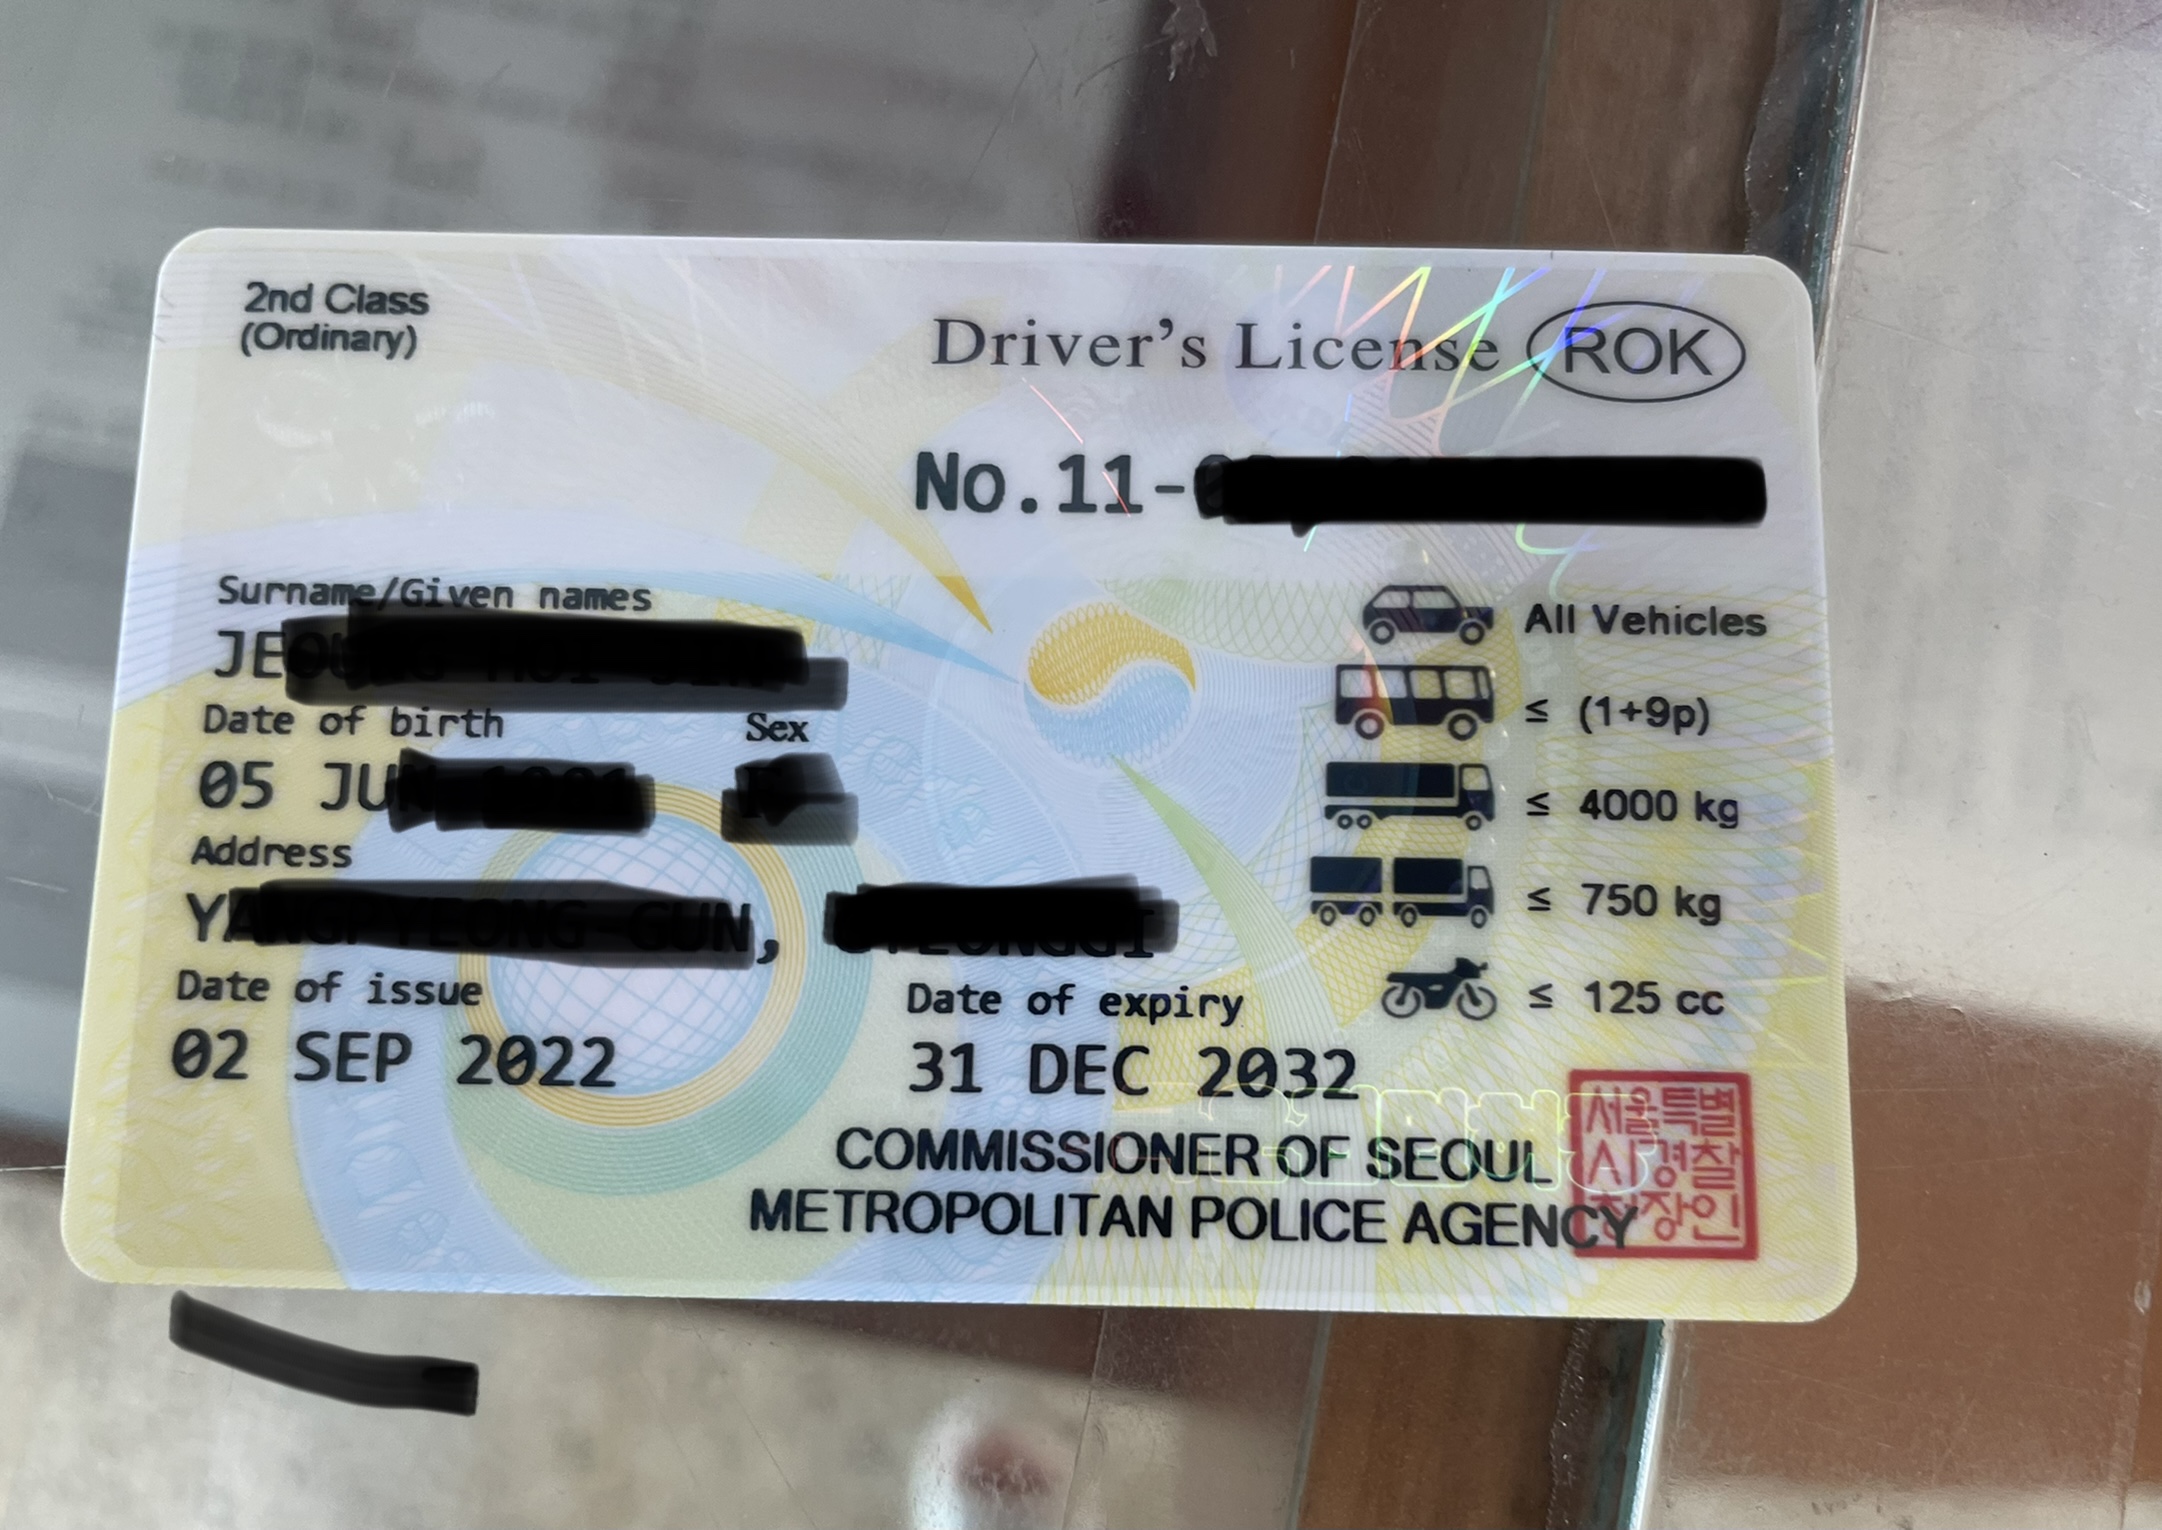 2nd Class
(Ordinary)
Driver's License ROK
No.11-
Surname/Given names
JE
Date of birth Sex
05 JU
Address
Y ,
Date of issue
02 SEP 2022
Date of expiry
31 DEC 2032
All Vehicles
≤ (1+9p)
≤ 4000 kg
≤ 750 kg
≤ 125 cc
COMMISSIONER OF SEOUL
METROPOLITAN POLICE AGENCY
서울특별
시경찰
청장인